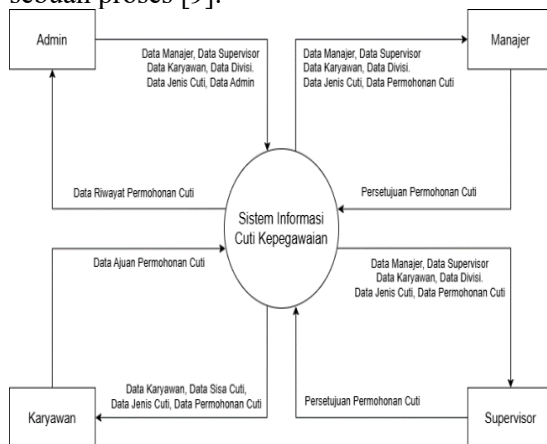 sebuah proses [9].
Admin
Manajer
Data Manajer, Data Supervisor
Data Karyawan, Data Divisi.
Data Jenis Cuti, Data Admin
Data Manajer, Data Supervisor
Data Karyawan, Data Divisi.
Data Jenis Cuti, Data Permohonan Cuti
Data Riwayat Permohonan Cuti
Persetujuan Permohonan Cuti
Sistem Informasi
Cuti Kepegawaian
Data Ajuan Permohonan Cuti
Data Manajer, Data Supervisor
Data Karyawan, Data Divisi.
Data Jenis Cuti, Data Permohonan Cuti
Data Karyawan, Data Sisa Cuti,
Data Jenis Cuti, Data Permohonan Cuti
Persetujuan Permohonan Cuti
Karyawan
Supervisor